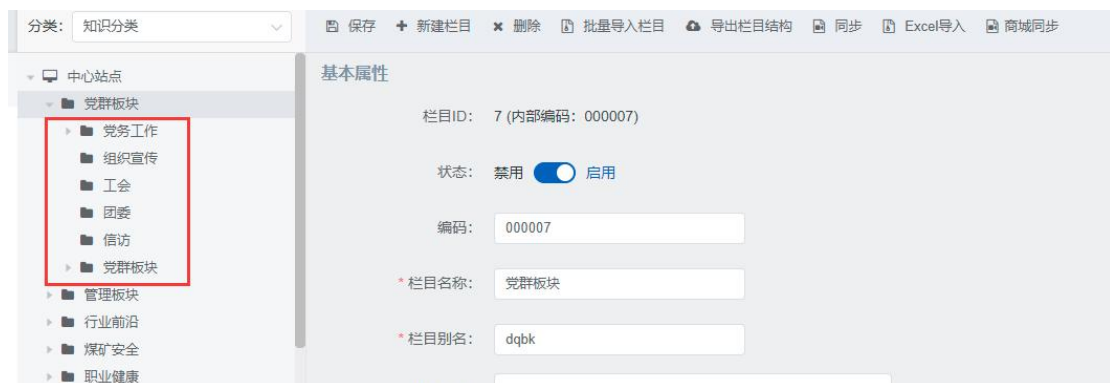 分类： 知识分类
保存 新建栏目 删除 批量导入栏目 导出栏目结构 同步 Excel导入 商城同步
中心站点
党群板块
党务工作
组织宣传
工会
团委
信访
党群板块
管理板块
行业前沿
煤矿安全
职业健康
基本属性
栏目ID： 7 (内部编码：000007)
状态： 禁用 启用
编码： 000007
*栏目名称： 党群板块
*栏目别名： dqbk